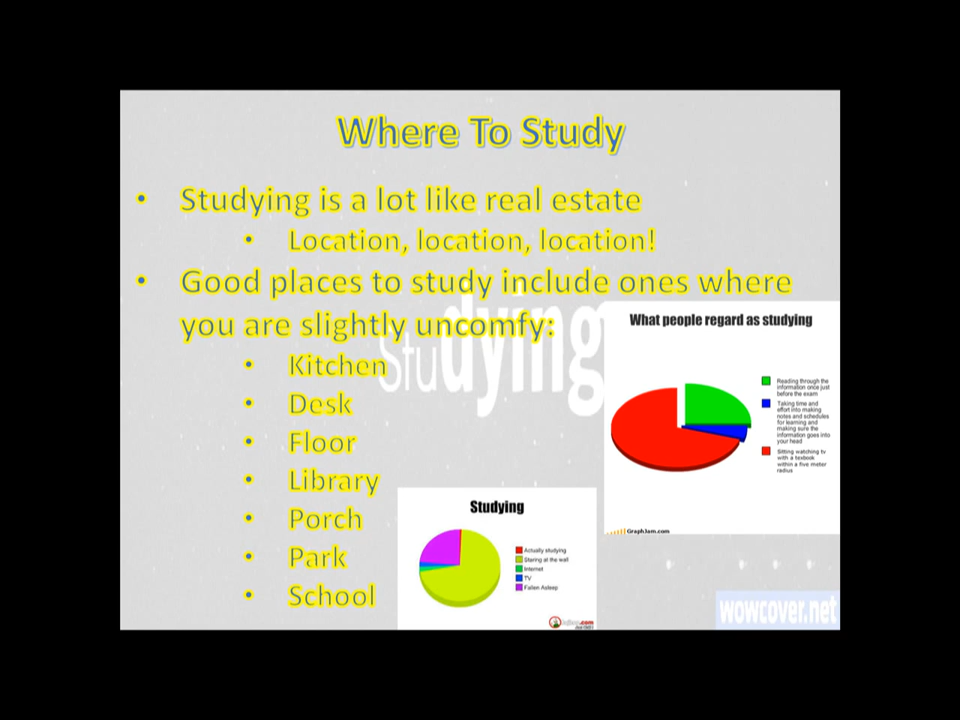 Where To Study
• Studying is a lot like real estate
• Location, location, location!
• Good places to study include ones where
you are slightly uncomfy:
• Kitchen
• Desk
• Floor
• Library
• Porch
• Park
• School
Studying
What people regard as studying
Reading through the
information once just
before the exam
Taking time and
effort into making
notes and schedules
for learning and
making sure the
information goes into
your head
Sitting watching tv
with a texbook
within a five meter
radius
GraphJam.com
Studying
Actually studying
Staring at the wall
Internet
TV
Fallen Asleep
wowcover.net